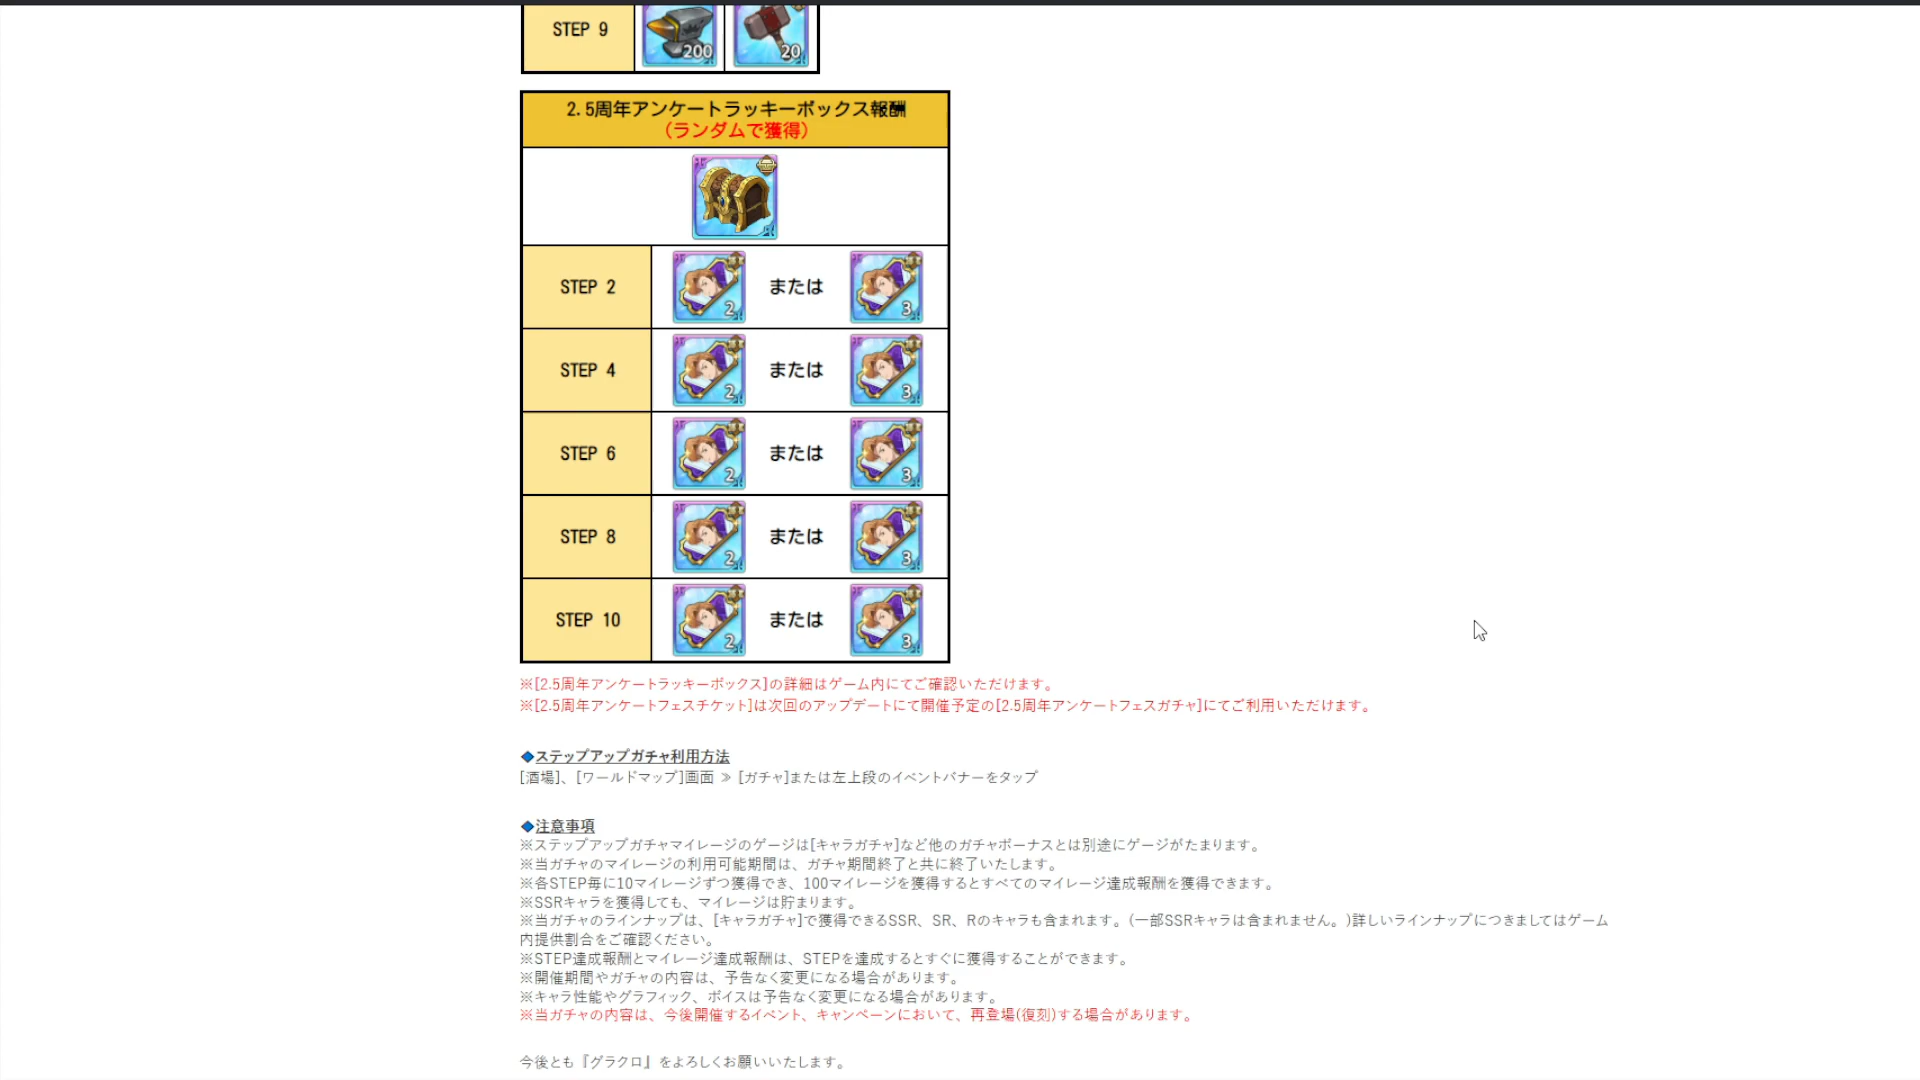 STEP 9
200
20
2.5周年アンケートラッキーボックス報酬
(ランダムで獲得)
STEP 2
2
または
3
STEP 4
2
または
3
STEP 6
2
または
3
STEP 8
2
または
3
STEP 10
2
または
3
※[2.5周年アンケートラッキーボックス]の詳細はゲーム内にてご確認いただけます。
※[2.5周年アンケートフェスチケット]は次回のアップデートにて開催予定の[2.5周年アンケートフェスガチャ]にてご利用いただけます。
◆ステップアップガチャ利用方法
[酒場]、[ワールドマップ]画面 ≫ [ガチャ]または左上段のイベントバナーをタップ
◆注意事項
※ステップアップガチャマイレージのゲージは[キャラガチャ]など他のガチャボーナスとは別途にゲージがたまります。
※当ガチャのマイレージの利用可能期間は、ガチャ期間終了と共に終了いたします。
※各STEP毎に10マイレージずつ獲得でき、100マイレージを獲得するとすべてのマイレージ達成報酬を獲得できます。
※SSRキャラを獲得しても、マイレージは貯まります。
※当ガチャのラインナップは、[キャラガチャ]で獲得できるSSR、SR、Rのキャラも含まれます。(一部SSRキャラは含まれません。)詳しいラインナップにつきましてはゲーム
内提供割合をご確認ください。
※STEP達成報酬とマイレージ達成報酬は、STEPを達成するとすぐに獲得することができます。
※開催期間やガチャの内容は、予告なく変更になる場合があります。
※キャラ性能やグラフィック、ボイスは予告なく変更になる場合があります。
※当ガチャの内容は、今後開催するイベント、キャンペーンにおいて、再登場(復刻)する場合があります。
今後とも『グラクロ』をよろしくお願いいたします。